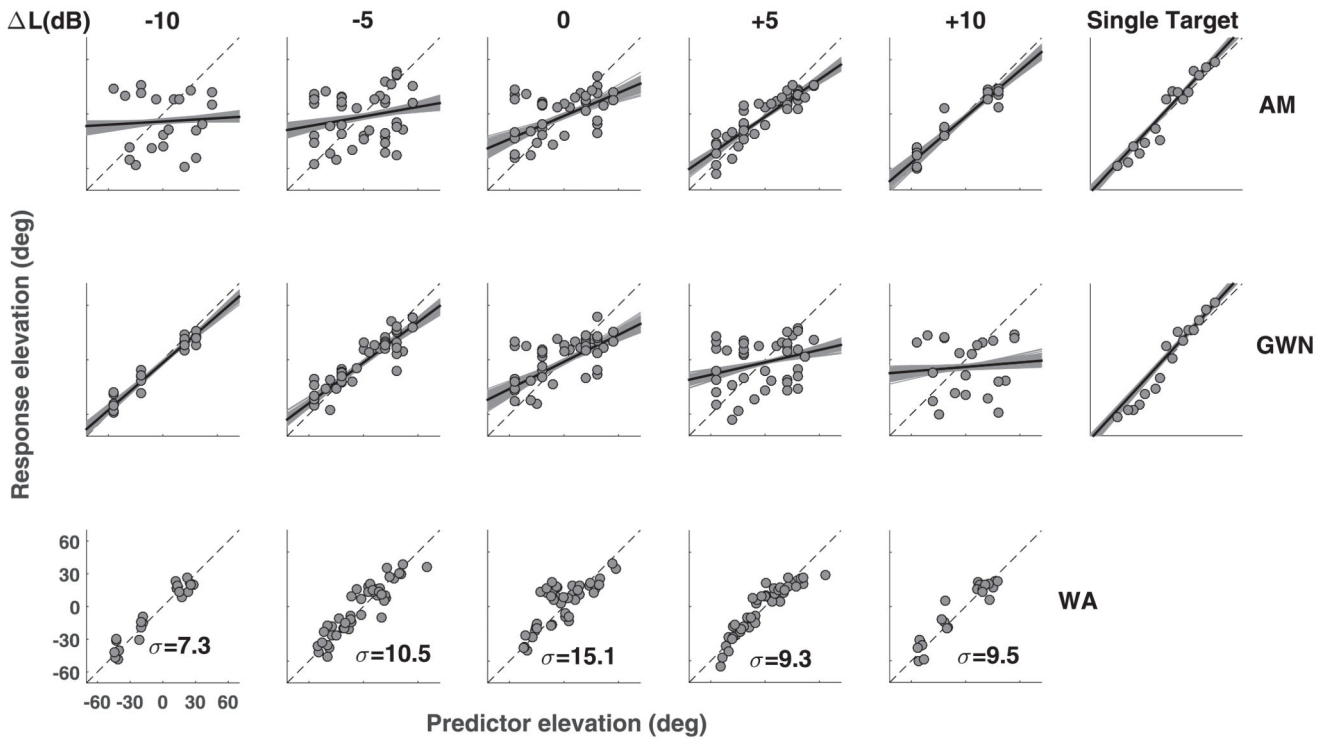 ΔL(dB) -10 -5 0 +5 +10 Single Target
AM
GWN
Response elevation (deg)
60
30
0
-30
-60
WA
σ=7.3 σ=10.5 σ=15.1 σ=9.3 σ=9.5
-60 -30 0 30 60
Predictor elevation (deg)